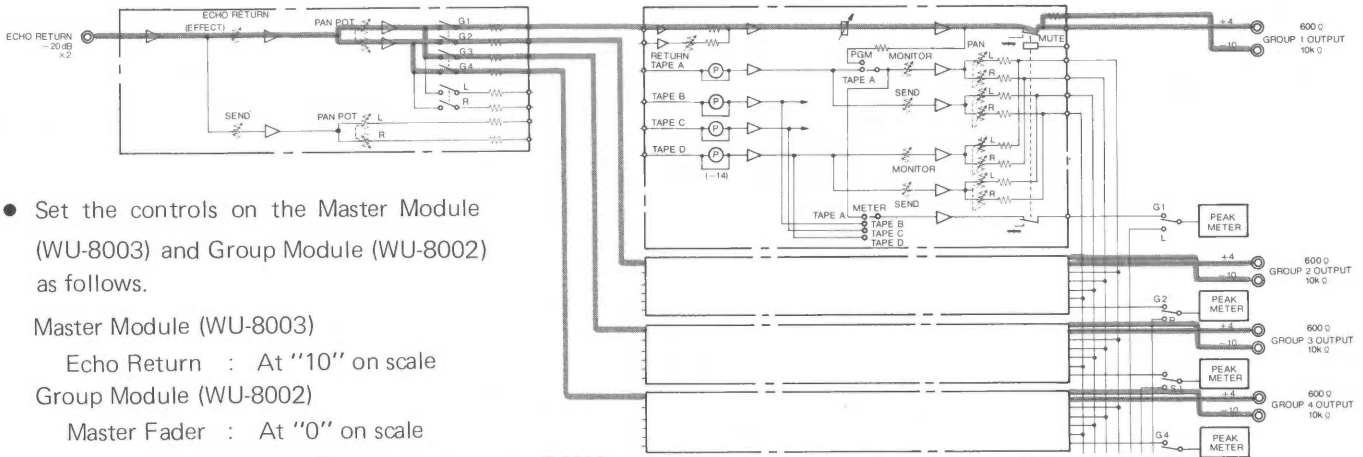 ECHO RETURN
(EFFECT)
PAN POT
G1
G2
G3
G4
L
R
ECHO RETURN
−20dB
×2
SEND
PAN POT
L
R
RETURN
TAPE A
TAPE B
TAPE C
TAPE D
P
P
P
P
(−14)
PGM
TAPE A
MONITOR
SEND
MONITOR
SEND
PAN
L
R
L
R
L
R
L
R
MUTE
METER
TAPE A
TAPE B
TAPE C
TAPE D
+4
600Ω
GROUP 1 OUTPUT
−10
10kΩ
G1
L
PEAK
METER
+4
600Ω
GROUP 2 OUTPUT
−10
10kΩ
G2
R
PEAK
METER
+4
600Ω
GROUP 3 OUTPUT
−10
10kΩ
PEAK
METER
+4
600Ω
GROUP 4 OUTPUT
−10
10kΩ
G4
PEAK
METER
● Set the controls on the Master Module
(WU-8003) and Group Module (WU-8002)
as follows.
Master Module (WU-8003)
Echo Return : At "10" on scale
Group Module (WU-8002)
Master Fader : At "0" on scale